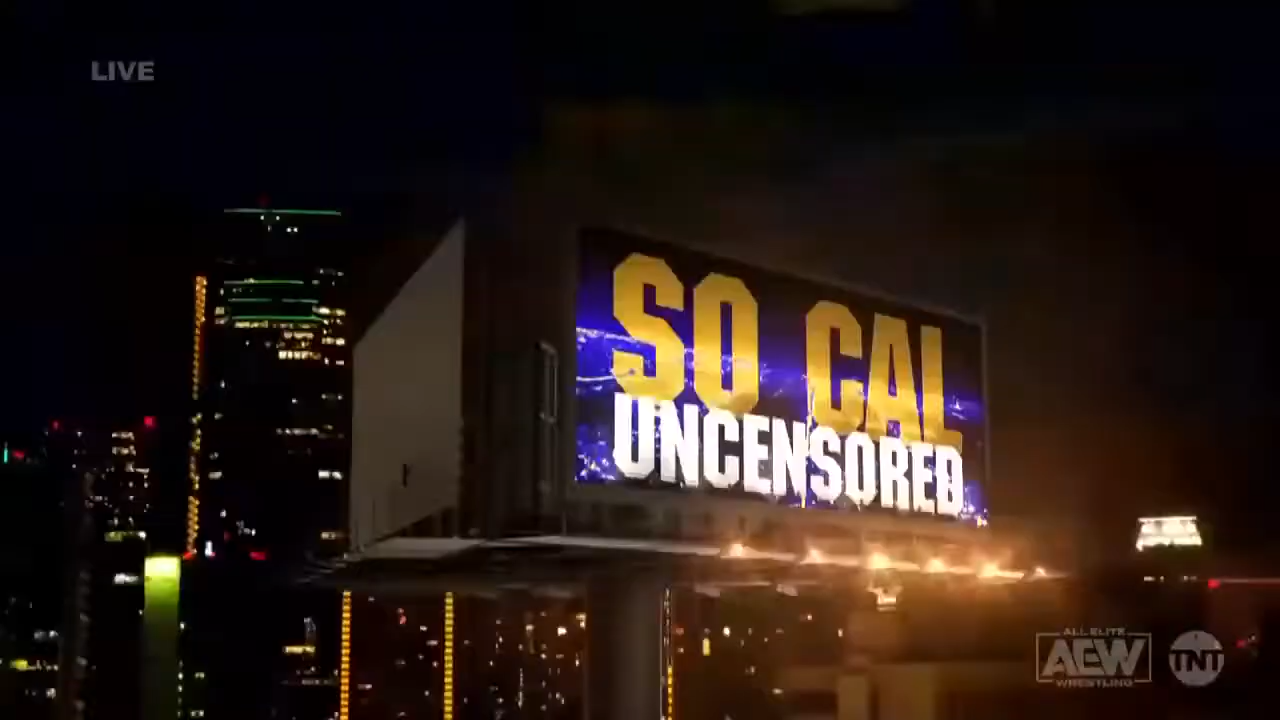 LIVE
SO CAL
UNCENSORED
ALL ELITE
AEW
WRESTLING
TNT